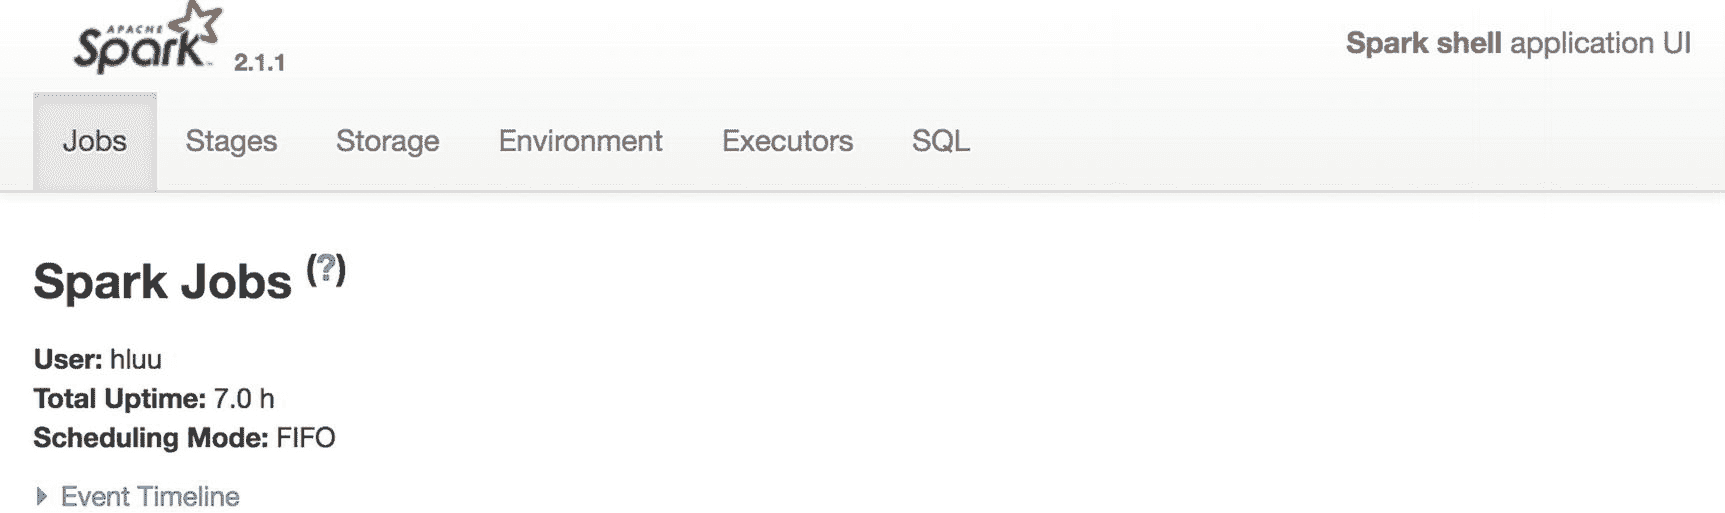 APACHE
Spark™ 2.1.1
Spark shell application UI
Jobs Stages Storage Environment Executors SQL
Spark Jobs (?)
User: hluu
Total Uptime: 7.0 h
Scheduling Mode: FIFO
Event Timeline